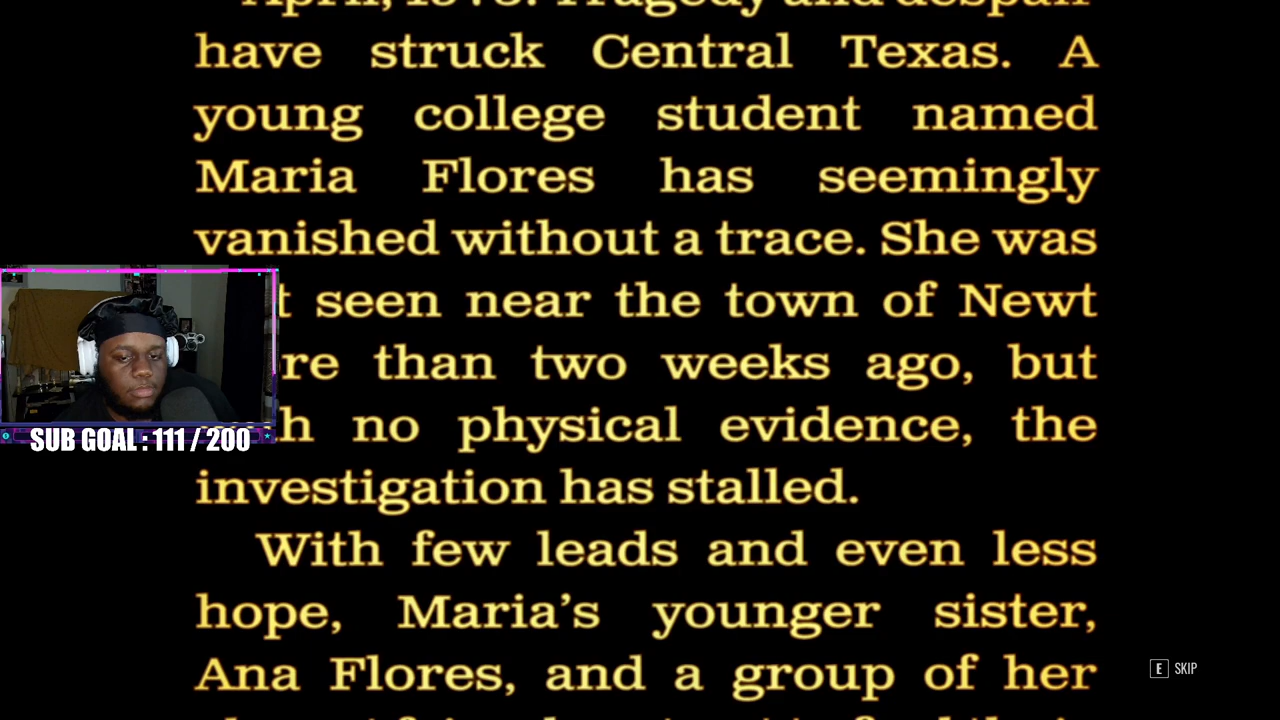 have struck Central Texas. A
young college student named
Maria Flores has seemingly
vanished without a trace. She was
seen near the town of Newt
than two weeks ago, but
no physical evidence, the
investigation has stalled.
With few leads and even less
hope, Maria's younger sister,
Ana Flores, and a group of her
SUB GOAL : 111 / 200
E SKIP